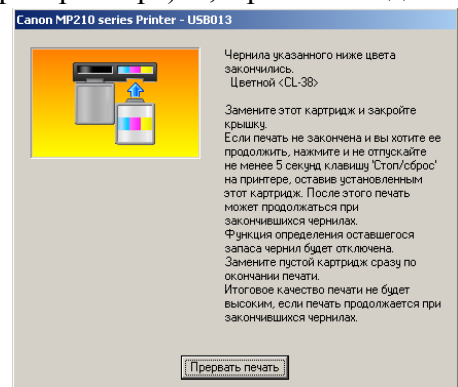 Canon MP210 series Printer - USB013
Чернила указанного ниже цвета
закончились.
Цветной <CL-38>
Замените этот картридж и закройте
крышку.
Если печать не закончена и вы хотите ее
продолжить, нажмите и не отпускайте
не менее 5 секунд клавишу 'Стоп/сброс'
на принтере, оставив установленным
этот картридж. После этого печать
может продолжаться при
закончившихся чернилах.
Функция определения оставшегося
запаса чернил будет отключена.
Замените пустой картридж сразу по
окончании печати.
Итоговое качество печати не будет
высоким, если печать продолжается при
закончившихся чернилах.
Прервать печать